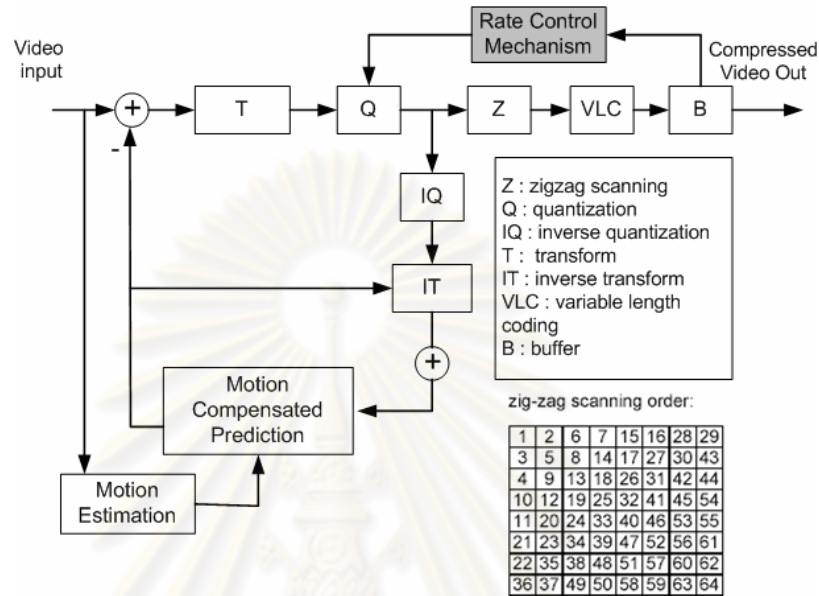 Rate Control
Mechanism
Video
input
Compressed
Video Out
+
T
Q
Z
VLC
B
-
IQ
IT
+
Motion
Compensated
Prediction
Motion
Estimation
Z : zigzag scanning
Q : quantization
IQ : inverse quantization
T : transform
IT : inverse transform
VLC : variable length
coding
B : buffer
zig-zag scanning order:
1 2 6 7 15 16 28 29
3 5 8 14 17 27 30 43
4 9 13 18 26 31 42 44
10 12 19 25 32 41 45 54
11 20 24 33 40 46 53 55
21 23 34 39 47 52 56 61
22 35 38 48 51 57 60 62
36 37 49 50 58 59 63 64